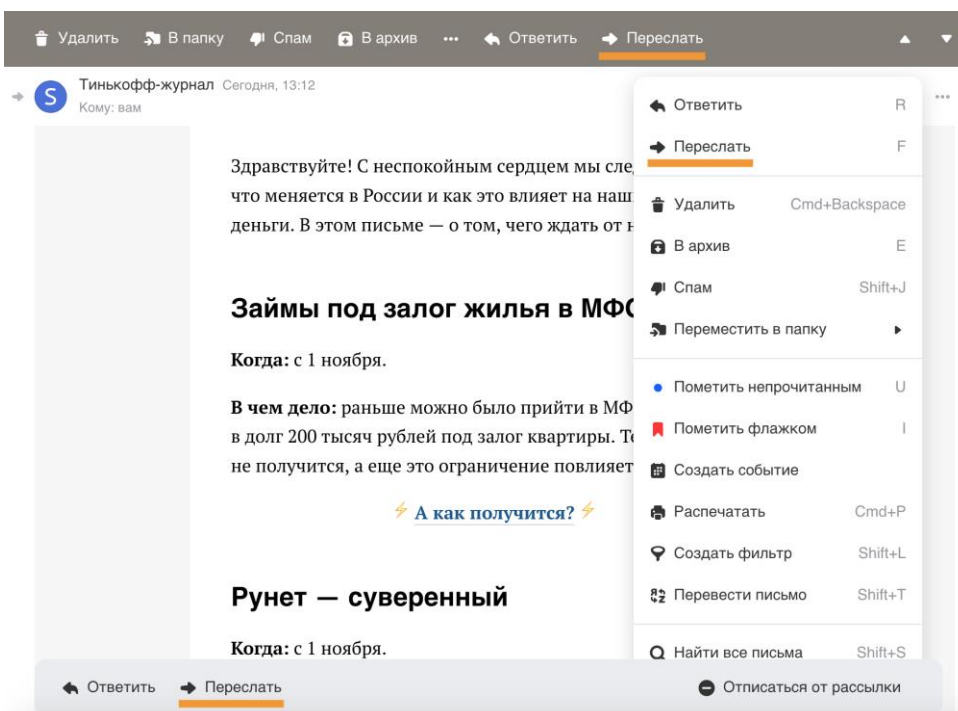 Удалить В папку Спам В архив ••• Ответить Переслать
Тинькофф-журнал Сегодня, 13:12
S
Кому: вам
Здравствуйте! С неспокойным сердцем мы сле
что меняется в России и как это влияет на наш
деньги. В этом письме — о том, чего ждать от н
Займы под залог жилья в МФО
Когда: с 1 ноября.
В чем дело: раньше можно было прийти в МФ
в долг 200 тысяч рублей под залог квартиры. Те
не получится, а еще это ограничение повлияет
⚡ А как получится? ⚡
Рунет — суверенный
Когда: с 1 ноября.
Ответить R
Переслать F
Удалить Cmd+Backspace
В архив E
Спам Shift+J
Переместить в папку
Пометить непрочитанным U
Пометить флажком I
Создать событие
Распечатать Cmd+P
Создать фильтр Shift+L
Перевести письмо Shift+T
Найти все письма Shift+S
Ответить Переслать Отписаться от рассылки